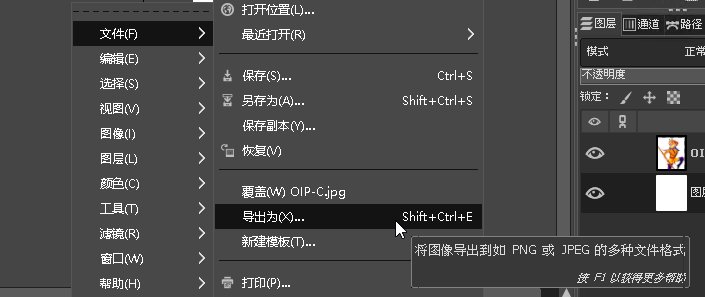 打开位置(L)...
最近打开(R)
保存(S)... Ctrl+S
另存为(A)... Shift+Ctrl+S
保存副本(Y)...
恢复(V)
覆盖(W) OIP-C.jpg
导出为(X)... Shift+Ctrl+E
新建模板(T)...
打印(P)...
文件(F)
编辑(E)
选择(S)
视图(V)
图像(I)
图层(L)
颜色(C)
工具(T)
滤镜(R)
窗口(W)
帮助(H)
将图像导出到如 PNG 或 JPEG 的多种文件格式
按 F1 以获得更多帮助
图层 通道 路径
模式 正常
不透明度
锁定：
OI
图层